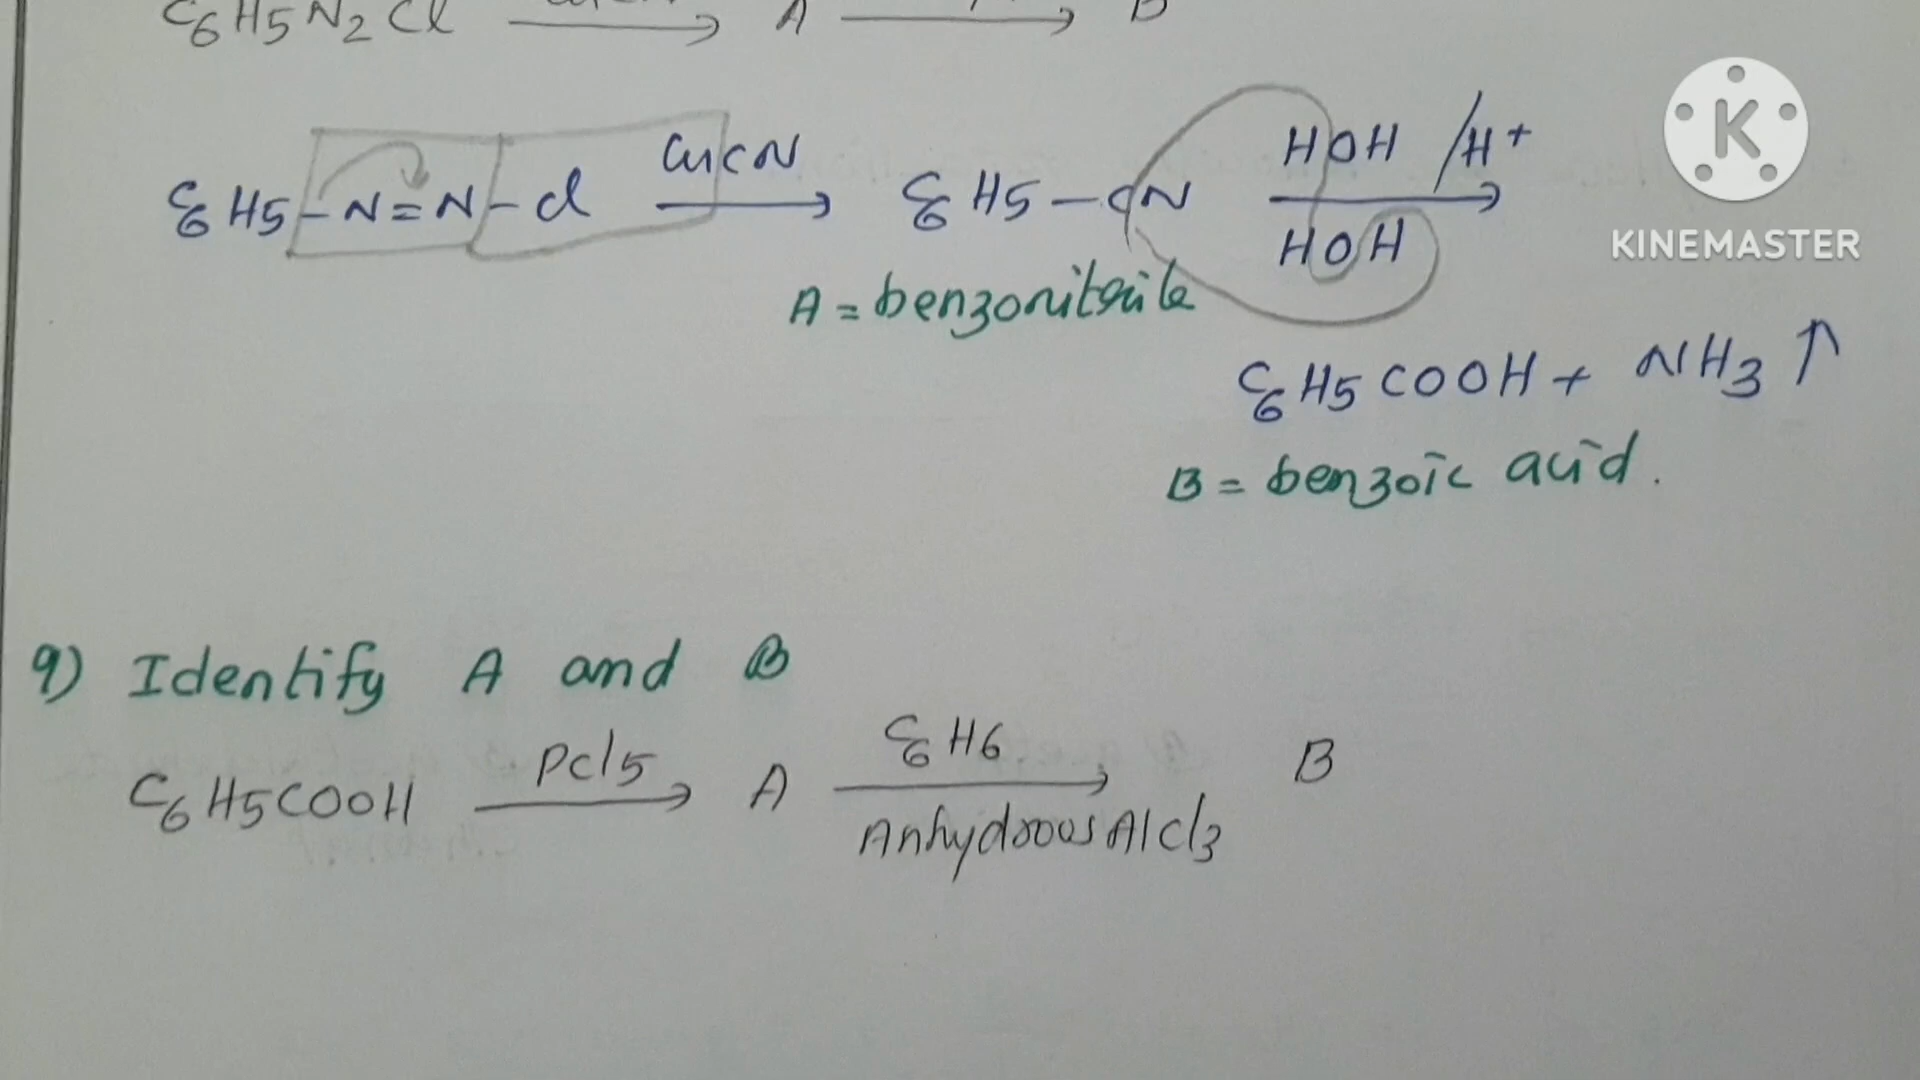 C6H5N2Cl → A → B
C6H5-N=N-Cl CuCN → C6H5-CN HOH/H+ →
HOH
A = benzonitrile
C6H5COOH + NH3 ↑
B = benzoic acid.
9) Identify A and B
C6H5COOH PCl5 → A C6H6 → B
Anhydrous AlCl3
K
KINEMASTER